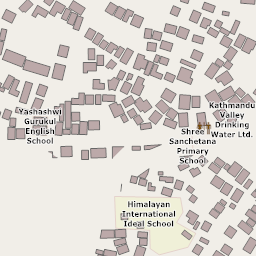 Yashashwi
Gurukul
English
School
Kathmandu
Valley
Drinking
Water Ltd.
Shree
Sanchetana
Primary
School
Himalayan
International
Ideal School